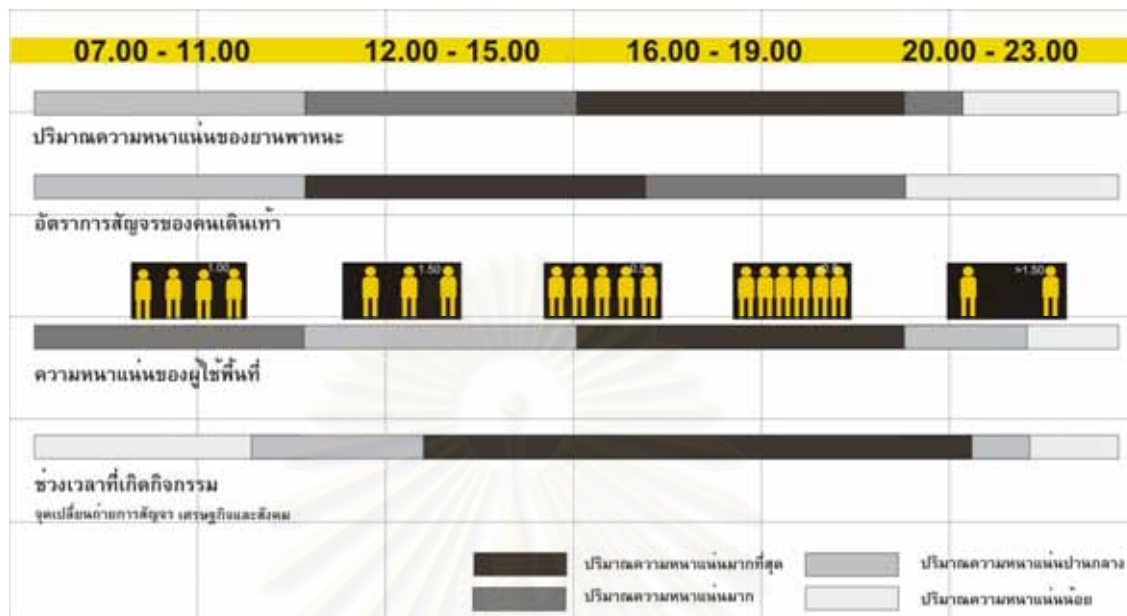 07.00 - 11.00 12.00 - 15.00 16.00 - 19.00 20.00 - 23.00
ปริมาณความหนาแน่นของยานพาหนะ
อัตราการสัญจรของคนเดินเท้า
1.00 1.50 0.5 >1.50
ความหนาแน่นของผู้ใช้พื้นที่
ช่วงเวลาที่เกิดกิจกรรม
จุดเปลี่ยนถ่ายการสัญจร เศรษฐกิจและสังคม
ปริมาณความหนาแน่นมากที่สุด ปริมาณความหนาแน่นปานกลาง
ปริมาณความหนาแน่นมาก ปริมาณความหนาแน่นน้อย